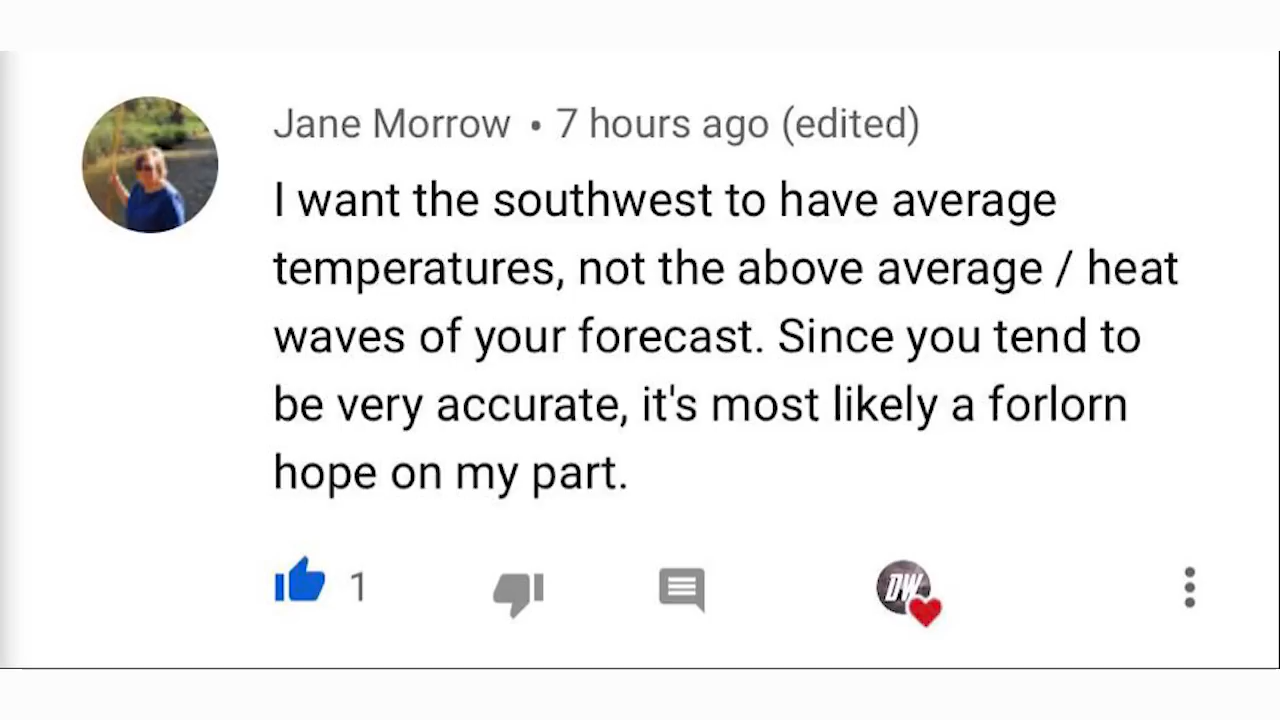 Jane Morrow • 7 hours ago (edited)
I want the southwest to have average
temperatures, not the above average / heat
waves of your forecast. Since you tend to
be very accurate, it's most likely a forlorn
hope on my part.
1
DW